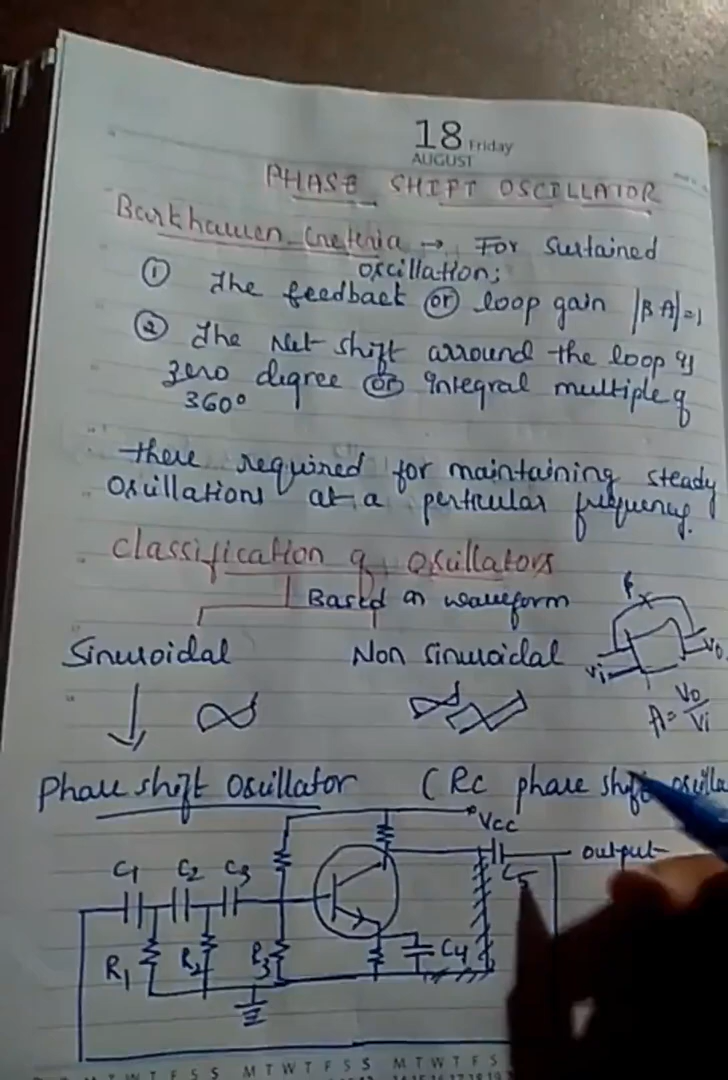 18 Friday
AUGUST
PHASE SHIFT OSCILLATOR
Barkhausen Creteria → For sustained
oscillation;
① The feedback (or) loop gain |βA|=1
② The Net shift arround the loop is
zero degree (or) integral multiple of
360°
there required for maintaining steady
Oscillations at a perticular frequency.
Classification of Oscillators
Based on waveform
Sinusoidal Non sinusoidal
Vi Vo
A= Vo/Vi
Phase shift Oscillator (Rc phase shift oscilla
Vcc
C1 C2 C3 output
C5
R1 R2 R3 C4
M T W T F S S M T W T F S